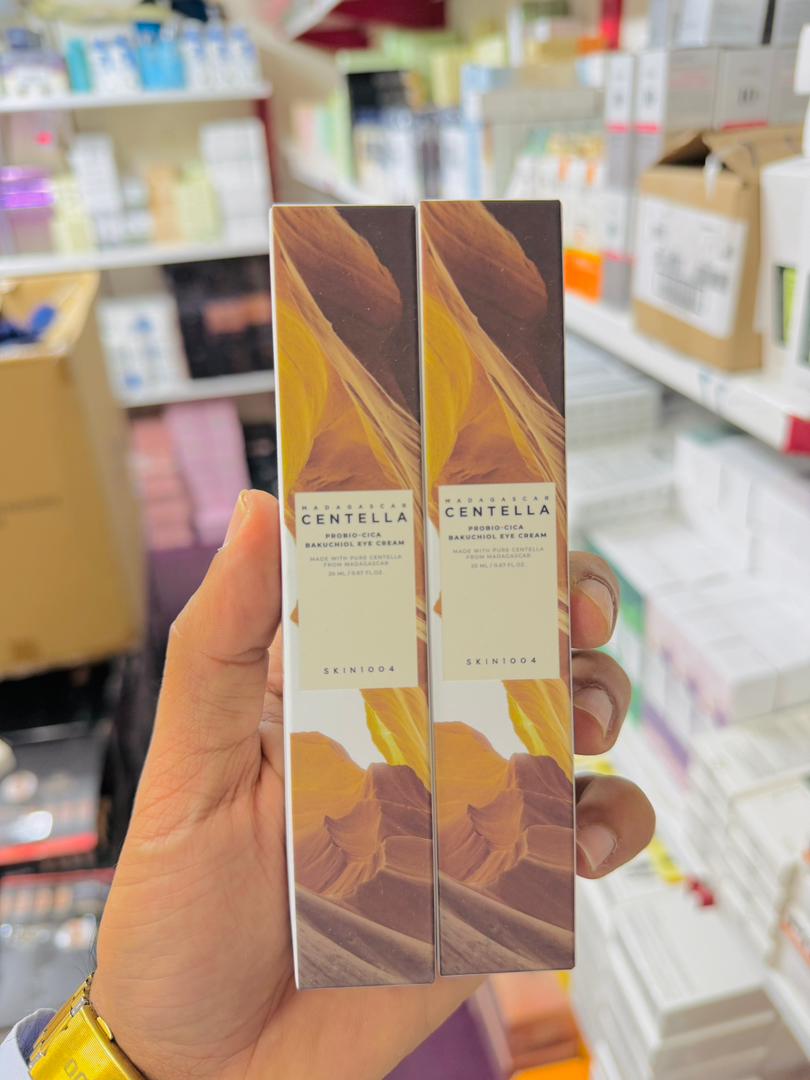 MADAGASCAR
CENTELLA
PROBIO-CICA
BAKUCHIOL EYE CREAM
MADE WITH PURE CENTELLA
FROM MADAGASCAR
20 ML / 0.67 FL.OZ.
SKIN1004
MADAGASCAR
CENTELLA
PROBIO-CICA
BAKUCHIOL EYE CREAM
MADE WITH PURE CENTELLA
FROM MADAGASCAR
20 ML / 0.67 FL.OZ.
SKIN1004